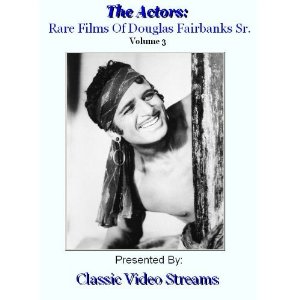 The Actors:
Rare Films Of Douglas Fairbanks Sr.
Volume 3
Presented By:
Classic Video Streams